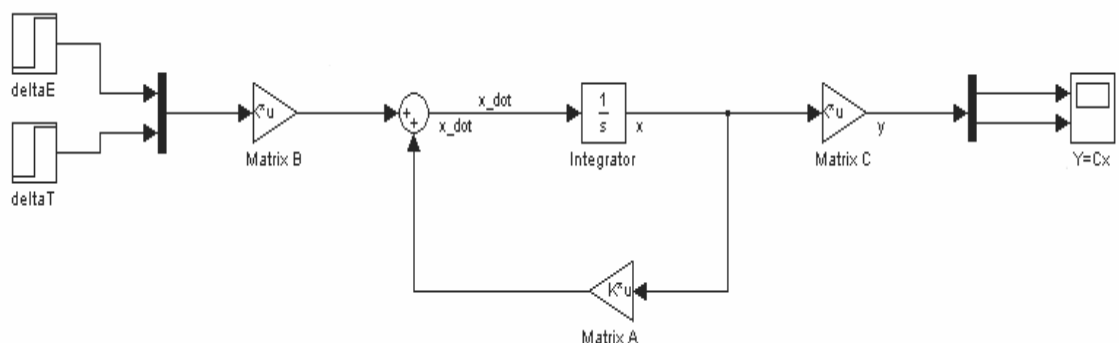 deltaE
deltaT
K*u
Matrix B
+
+
x_dot
x_dot
1
s
Integrator
x
K*u
Matrix C
y
Y=Cx
K*u
Matrix A